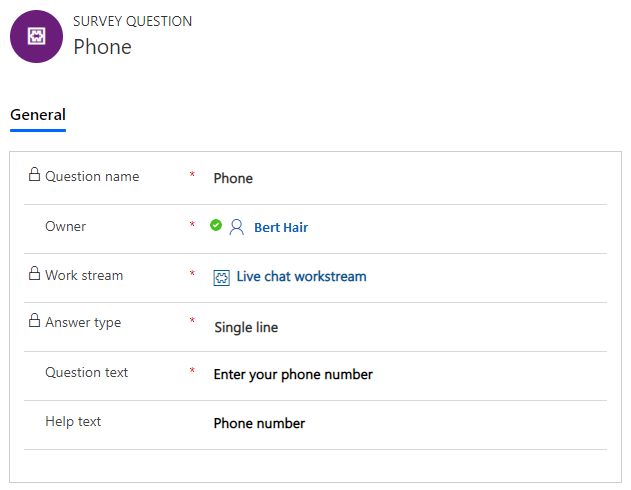 SURVEY QUESTION
Phone
General
Question name * Phone
Owner * Bert Hair
Work stream * Live chat workstream
Answer type * Single line
Question text * Enter your phone number
Help text Phone number